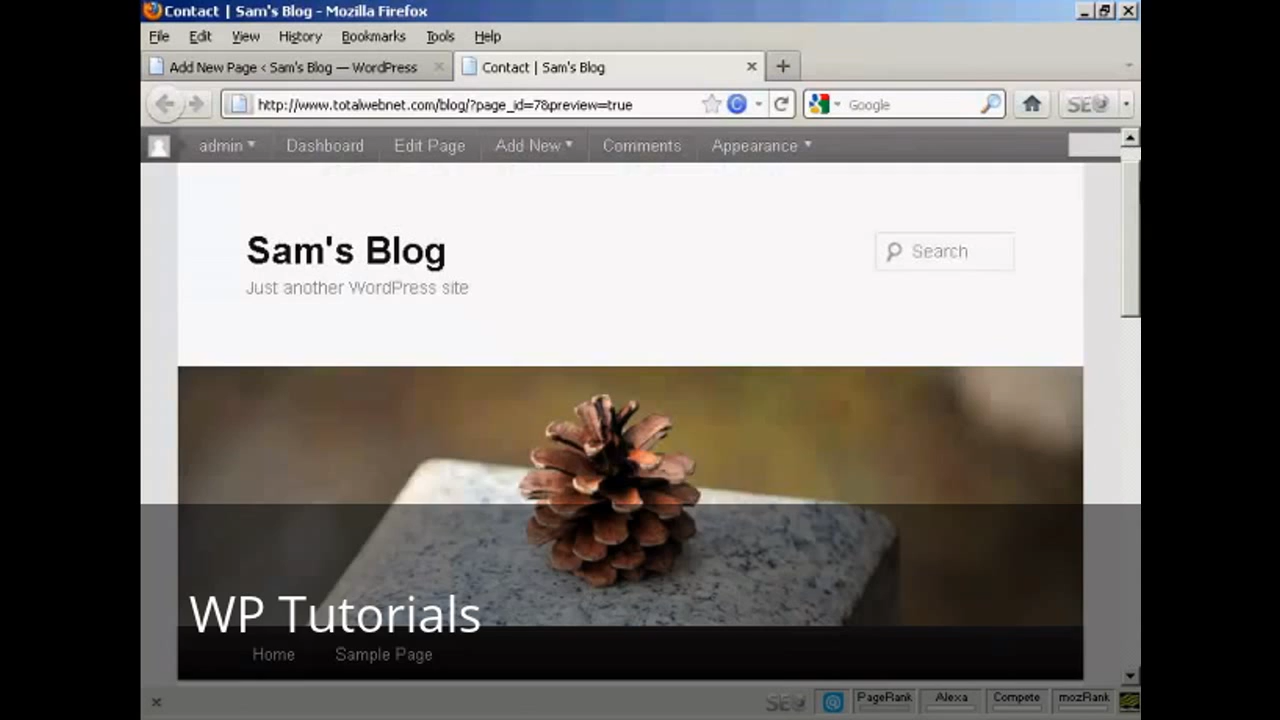 Contact | Sam's Blog - Mozilla Firefox
File Edit View History Bookmarks Tools Help
Add New Page < Sam's Blog — WordPress
Contact | Sam's Blog
http://www.totalwebnet.com/blog/?page_id=7&preview=true
Google
SEO
admin Dashboard Edit Page Add New Comments Appearance
Sam's Blog
Search
Just another WordPress site
WP Tutorials
Home Sample Page
SEO PageRank Alexa Compete mozRank